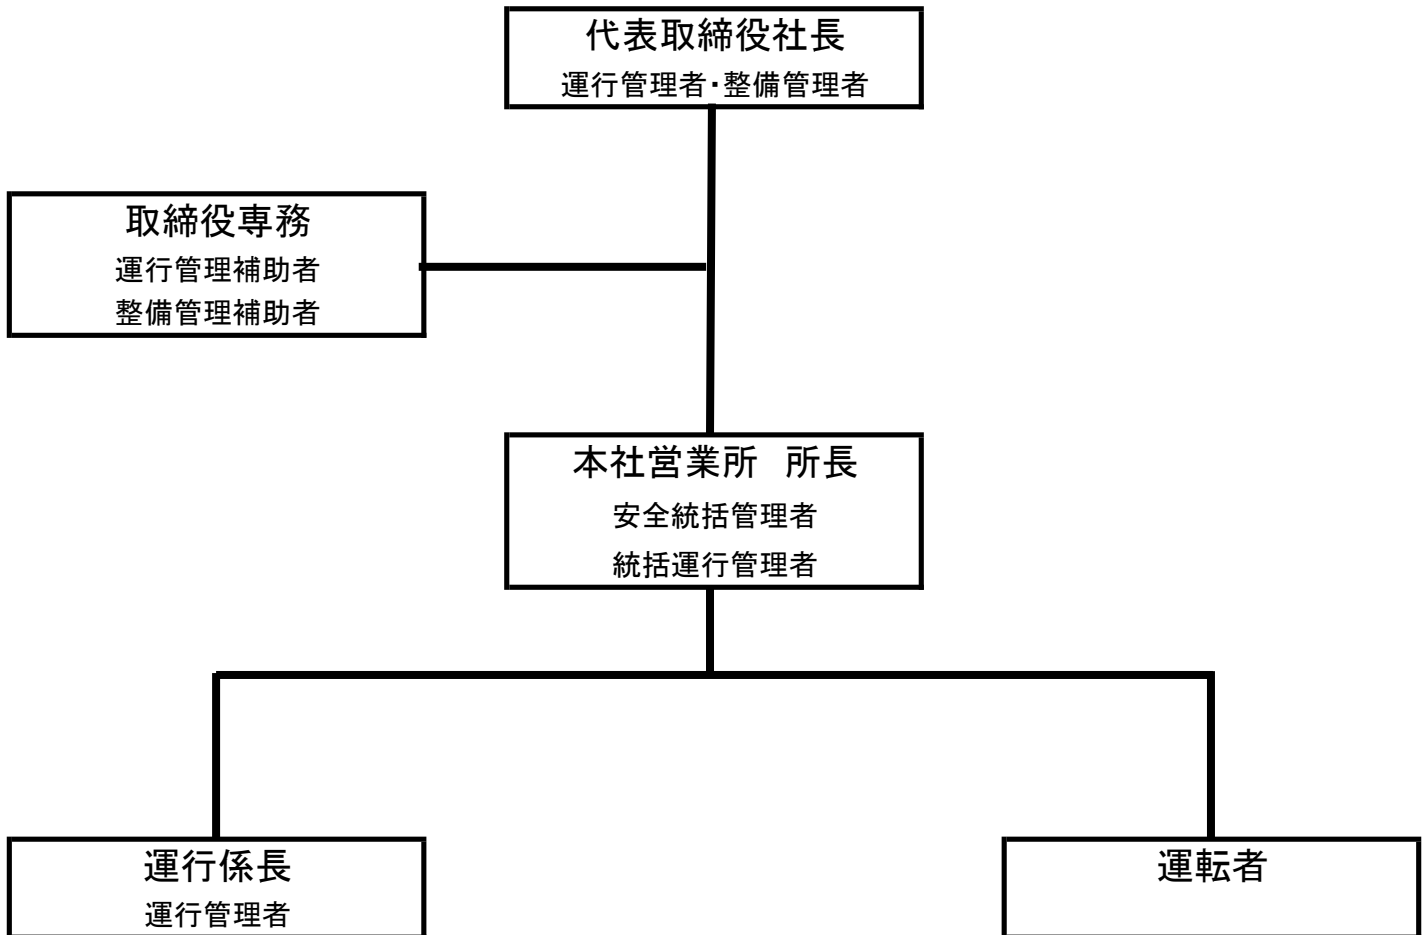 代表取締役社長
運行管理者・整備管理者
取締役専務
運行管理補助者
整備管理補助者
本社営業所　所長
安全統括管理者
統括運行管理者
運行係長
運行管理者
運転者